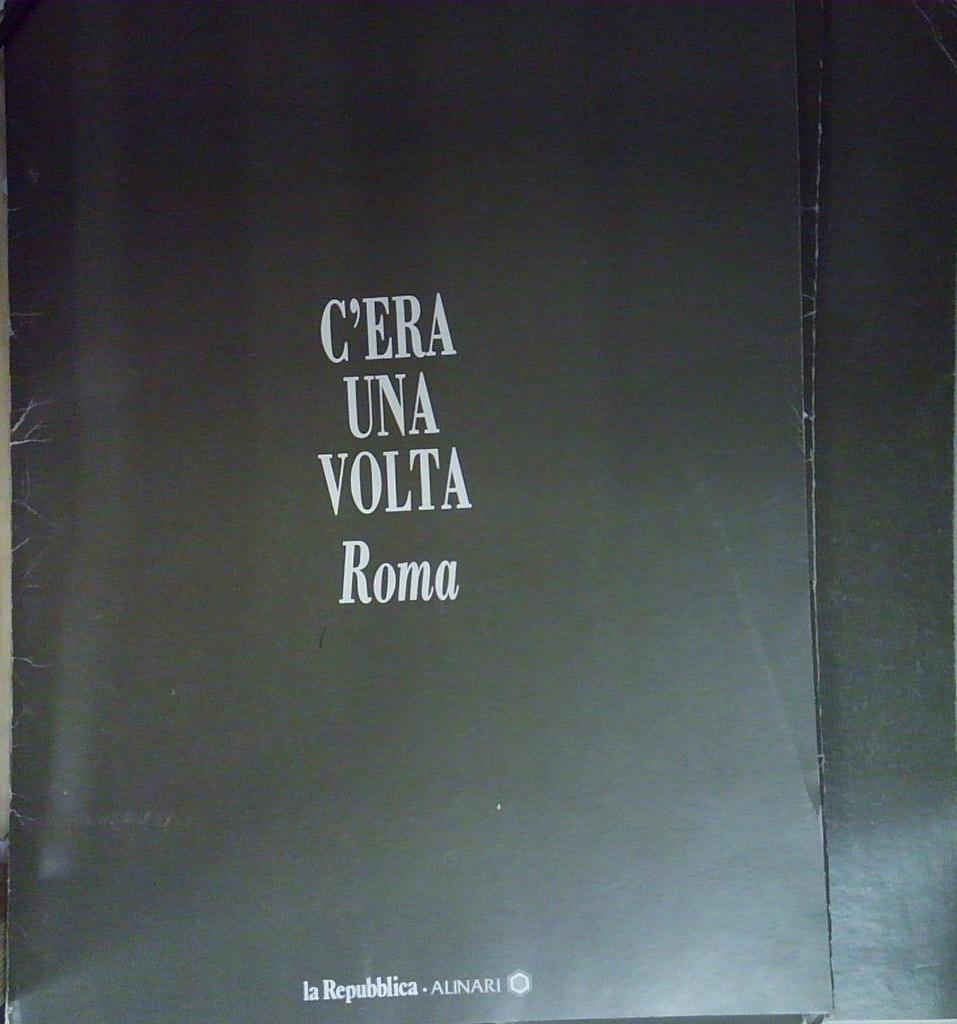 C'ERA
UNA
VOLTA
Roma
la Repubblica · ALINARI